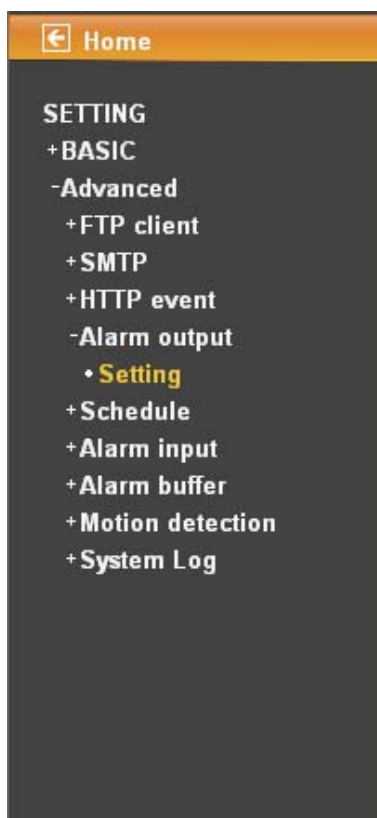 Home
SETTING
+BASIC
-Advanced
+FTP client
+SMTP
+HTTP event
-Alarm output
•Setting
+Schedule
+Alarm input
+Alarm buffer
+Motion detection
+System Log